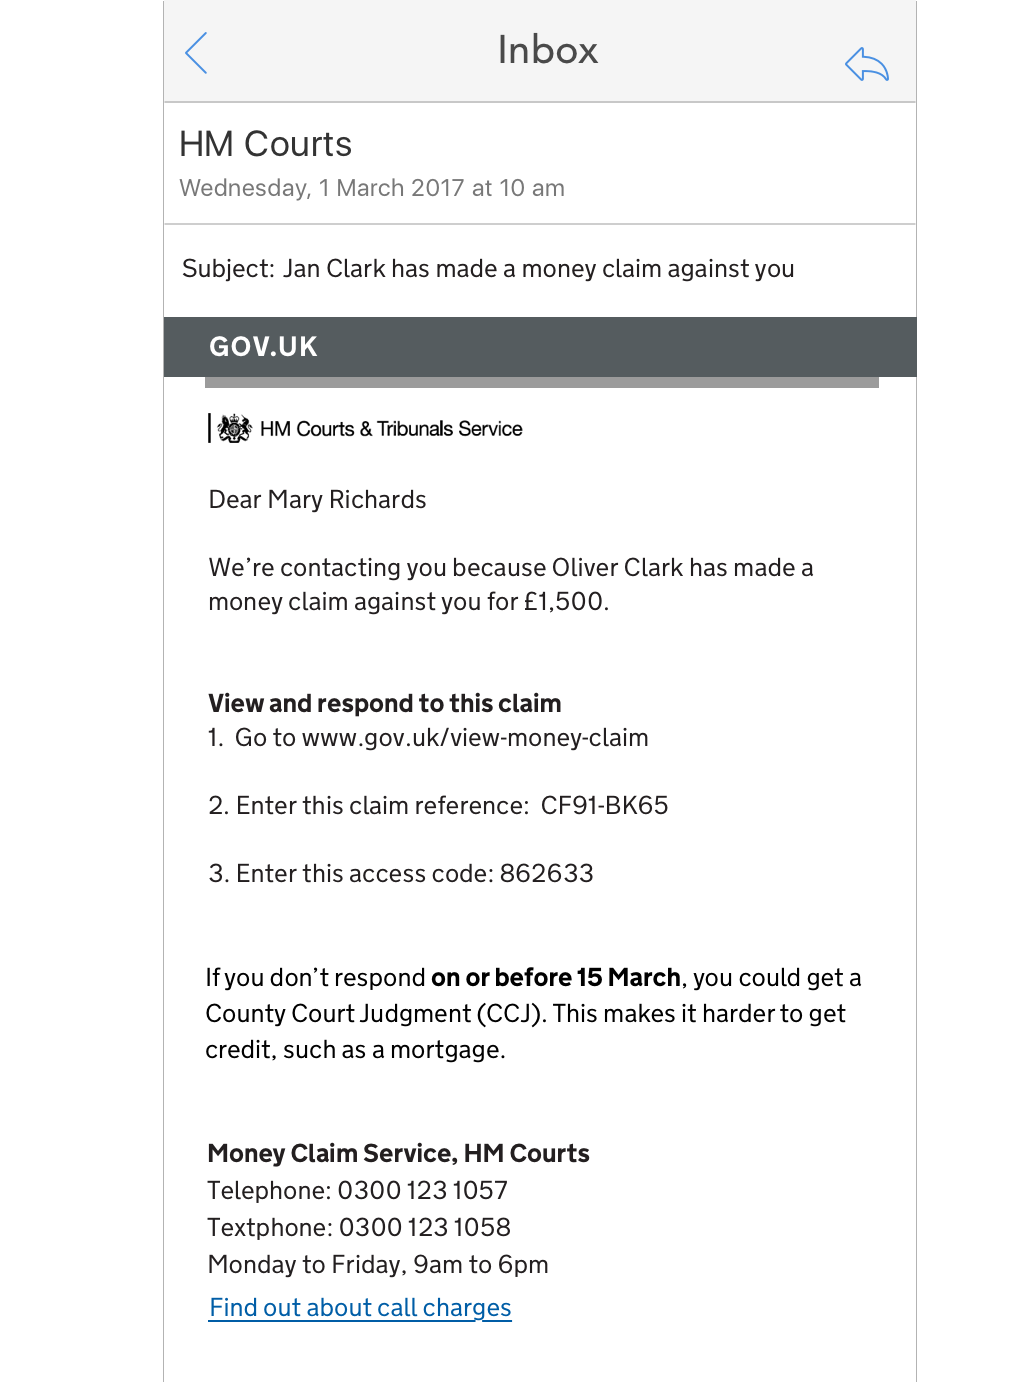 Inbox
HM Courts
Wednesday, 1 March 2017 at 10 am
Subject: Jan Clark has made a money claim against you
GOV.UK
HM Courts & Tribunals Service
Dear Mary Richards
We’re contacting you because Oliver Clark has made a
money claim against you for £1,500.
View and respond to this claim
1. Go to www.gov.uk/view-money-claim
2. Enter this claim reference: CF91-BK65
3. Enter this access code: 862633
If you don’t respond on or before 15 March, you could get a
County Court Judgment (CCJ). This makes it harder to get
credit, such as a mortgage.
Money Claim Service, HM Courts
Telephone: 0300 123 1057
Textphone: 0300 123 1058
Monday to Friday, 9am to 6pm
Find out about call charges